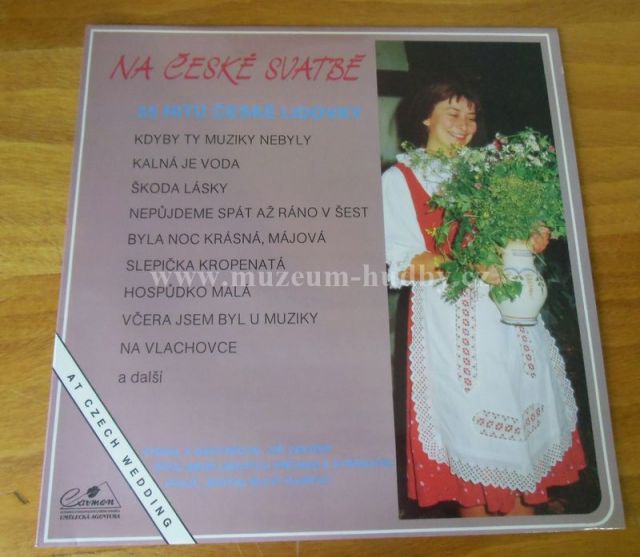 NA ČESKÉ SVATBĚ
HITŮ ČESKÉ LIDOVKY
KDYBY TY MUZIKY NEBYLY
KALNÁ JE VODA
ŠKODA LÁSKY
NEPŮJDEME SPÁT AŽ RÁNO V ŠEST
BYLA NOC KRÁSNÁ, MÁJOVÁ
SLEPIČKA KROPENATÁ
www.muzeum-hudby.cz
HOSPŮDKO MALÁ
VČERA JSEM BYL U MUZIKY
NA VLACHOVCE
a další
AT CZECH WEDDING
Carmen
UMĚLECKÁ AGENTURA